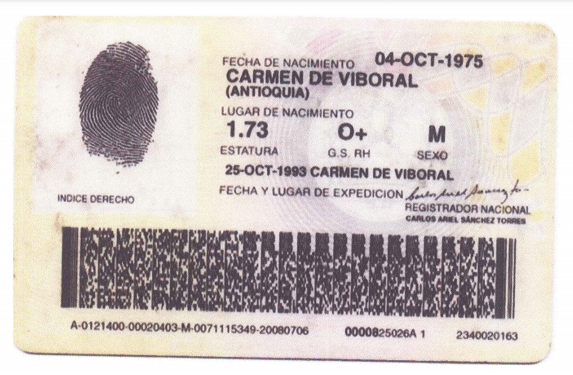 FECHA DE NACIMIENTO 04-OCT-1975
CARMEN DE VIBORAL
(ANTIOQUIA)
LUGAR DE NACIMIENTO
1.73 O+ M
ESTATURA G.S. RH SEXO
25-OCT-1993 CARMEN DE VIBORAL
FECHA Y LUGAR DE EXPEDICION
INDICE DERECHO
REGISTRADOR NACIONAL
CARLOS ARIEL SÁNCHEZ TORRES
A-0121400-00020403-M-0071115349-20080706 0000825026A 1 2340020163